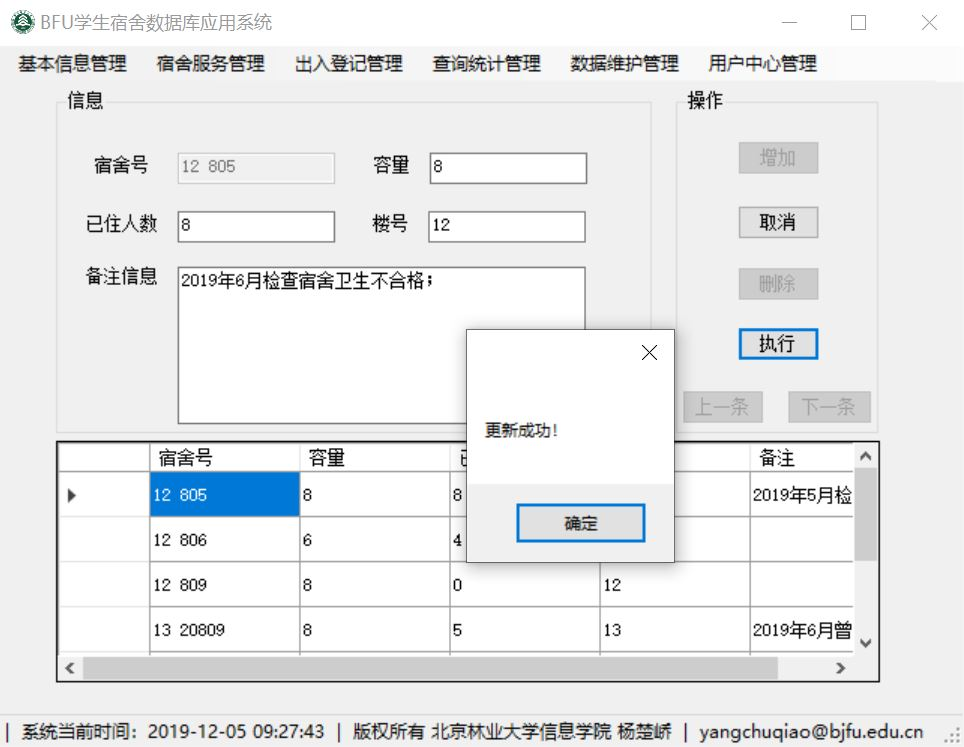 BFU学生宿舍数据库应用系统
基本信息管理 宿舍服务管理 出入登记管理 查询统计管理 数据维护管理 用户中心管理
信息 操作
宿舍号 12 805 容量 8 增加
已住人数 8 楼号 12 取消
备注信息 2019年6月检查宿舍卫生不合格; 删除
执行
上一条 下一条
更新成功!
确定
宿舍号 容量 备注
12 805 8 8 2019年5月检
12 806 6 4
12 809 8 0 12
13 20809 8 5 13 2019年6月曾
| 系统当前时间: 2019-12-05 09:27:43 | 版权所有 北京林业大学信息学院 杨楚峤 | yangchuqiao@bjfu.edu.cn